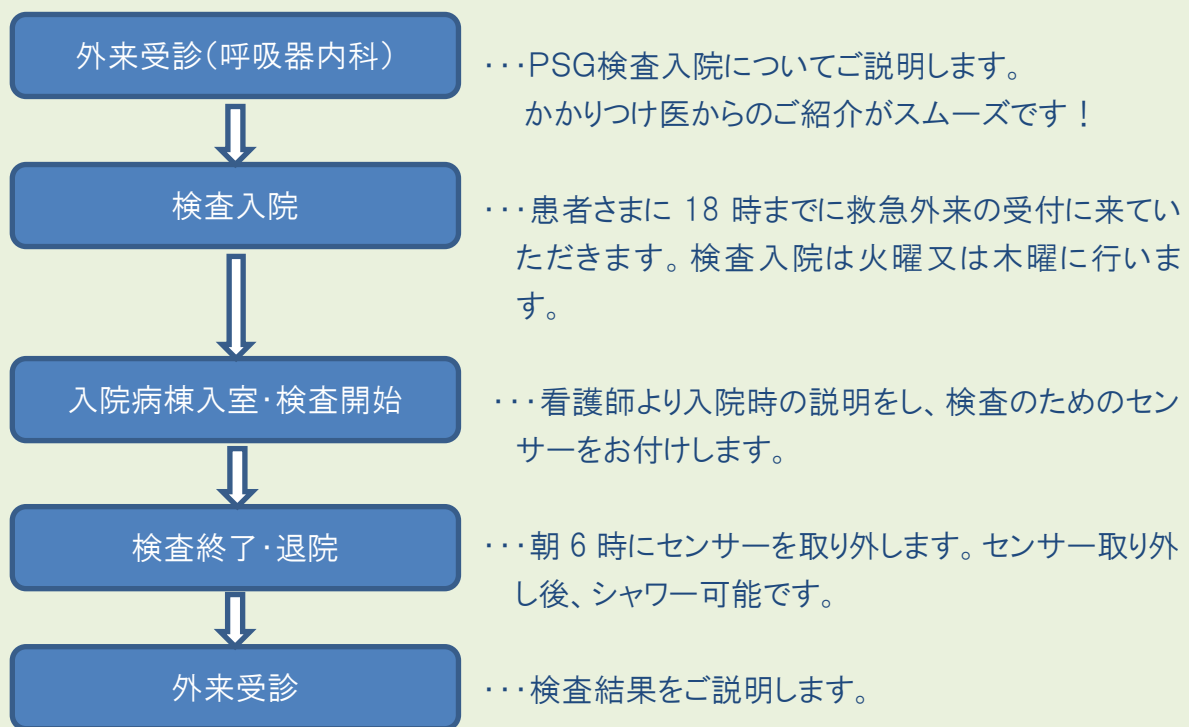 外来受診(呼吸器内科)
・・・PSG検査入院についてご説明します。
かかりつけ医からのご紹介がスムーズです!
検査入院
・・・患者さまに 18 時までに救急外来の受付に来てい
ただきます。検査入院は火曜又は木曜に行いま
す。
入院病棟入室・検査開始
・・・看護師より入院時の説明をし、検査のためのセン
サーをお付けします。
検査終了・退院
・・・朝 6 時にセンサーを取り外します。センサー取り外
し後、シャワー可能です。
外来受診
・・・検査結果をご説明します。